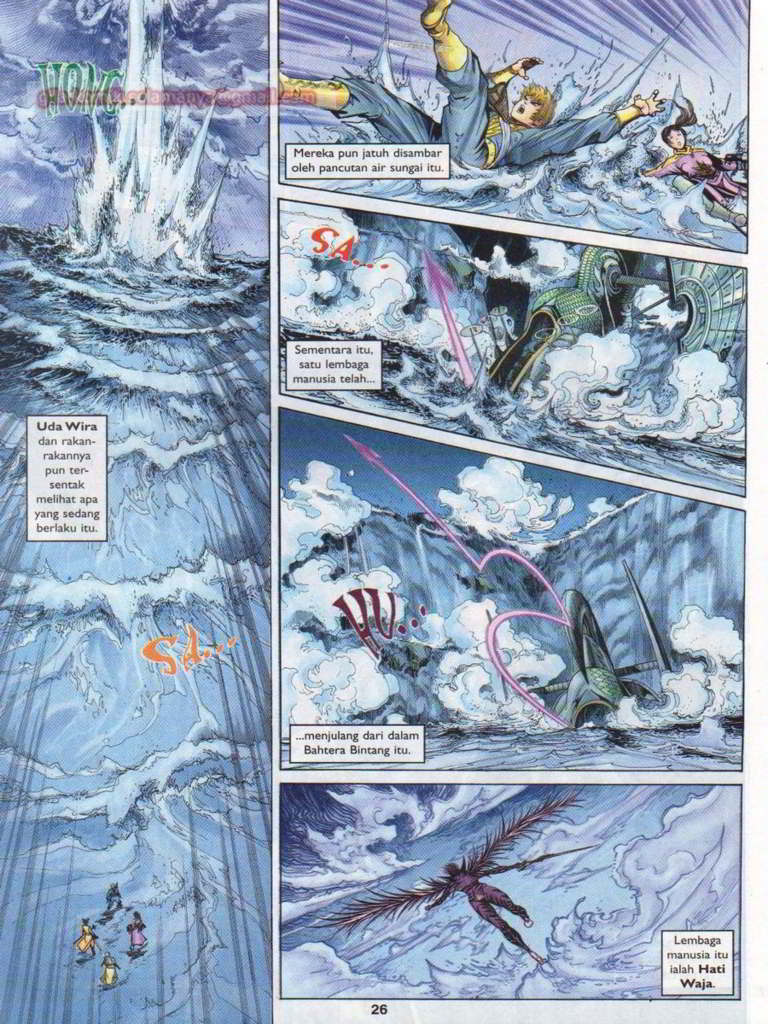 HONG
Uda Wira
dan rakan-
rakannya
pun ter-
sentak
melihat apa
yang sedang
berlaku itu.
SA...
Mereka pun jatuh disambar
oleh pancutan air sungai itu.
SA...
Sementara itu,
satu lembaga
manusia telah...
HU...
...menjulang dari dalam
Bahtera Bintang itu.
Lembaga
manusia itu
ialah Hati
Waja.
26